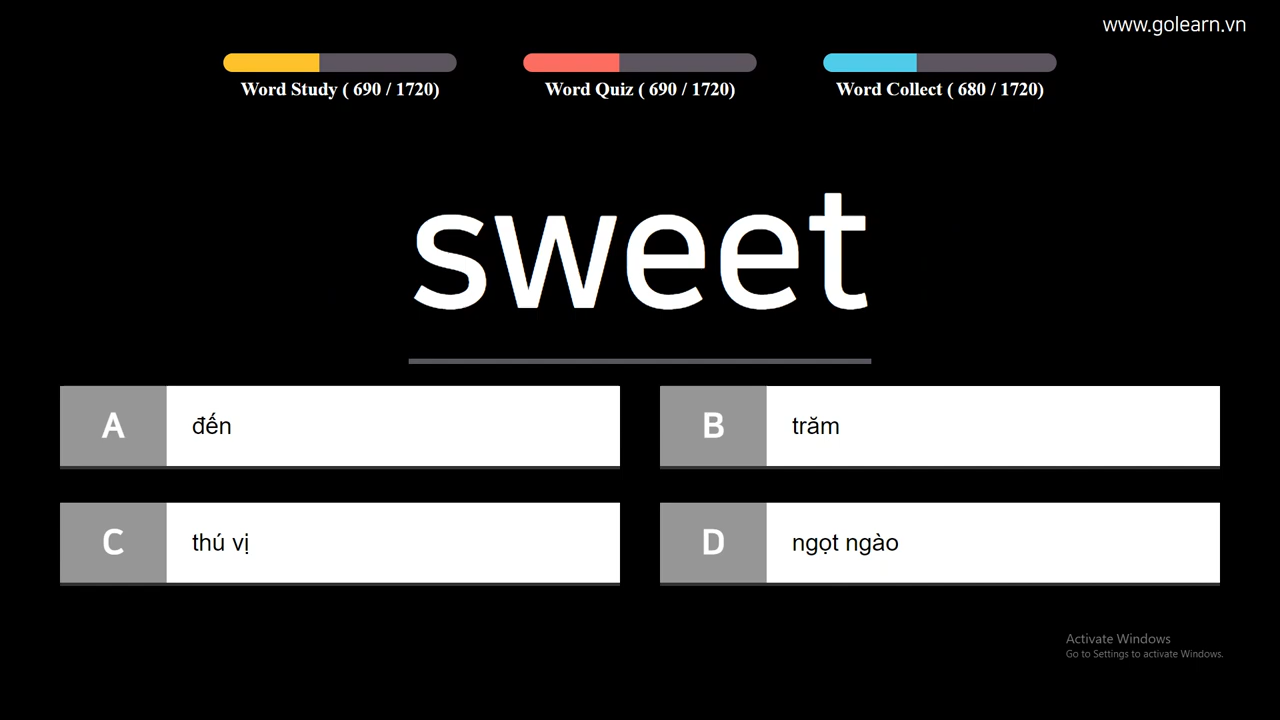 www.golearn.vn
Word Study ( 690 / 1720)
Word Quiz ( 690 / 1720)
Word Collect ( 680 / 1720)
sweet
A đến
B trăm
C thú vị
D ngọt ngào
Activate Windows
Go to Settings to activate Windows.